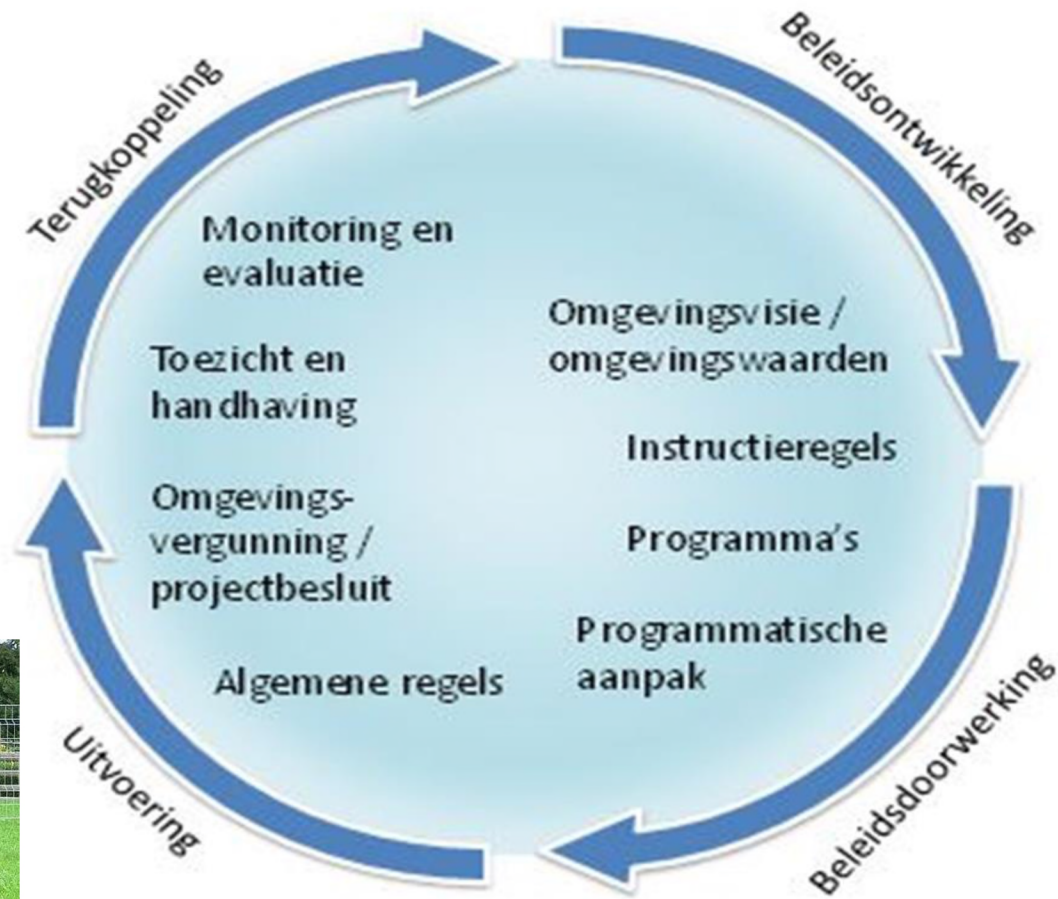 Terugkoppeling
Beleidsontwikkeling
Monitoring en
evaluatie
Omgevingsvisie /
omgevingswaarden
Toezicht en
handhaving
Instructieregels
Omgevings-
vergunning /
projectbesluit
Programma's
Programmatische
aanpak
Algemene regels
Uitvoering
Beleidsdoorwerking